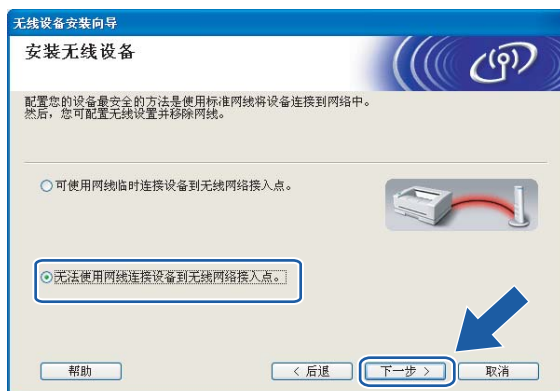 无线设备安装向导
安装无线设备
配置您的设备最安全的方法是使用标准网线将设备连接到网络中。
然后，您可配置无线设置并移除网线。
可使用网线临时连接设备到无线网络接入点。
无法使用网线连接设备到无线网络接入点。
帮助 < 后退 下一步 > 取消